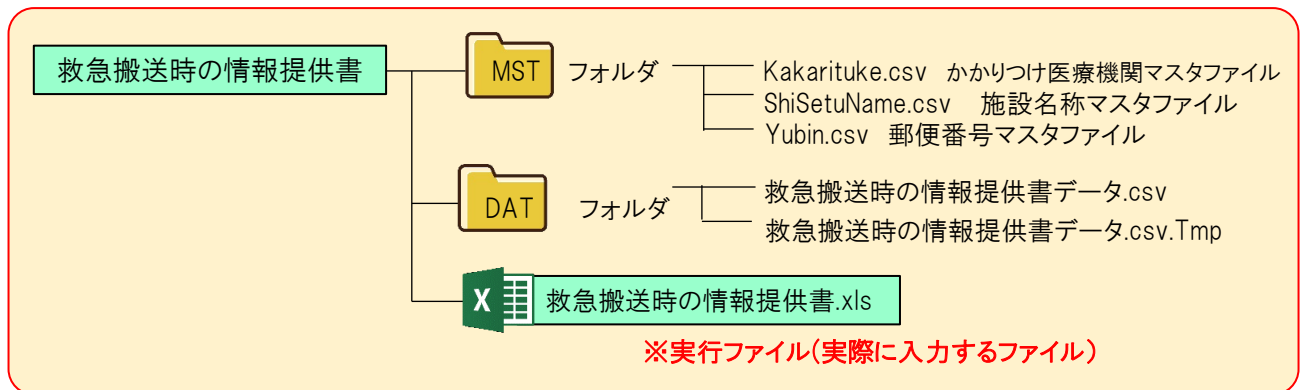 救急搬送時の情報提供書
MST フォルダ
Kakarituke.csv かかりつけ医療機関マスタファイル
ShiSetuName.csv 施設名称マスタファイル
Yubin.csv 郵便番号マスタファイル
DAT フォルダ
救急搬送時の情報提供書データ.csv
救急搬送時の情報提供書データ.csv.Tmp
X 救急搬送時の情報提供書.xls
※実行ファイル(実際に入力するファイル)